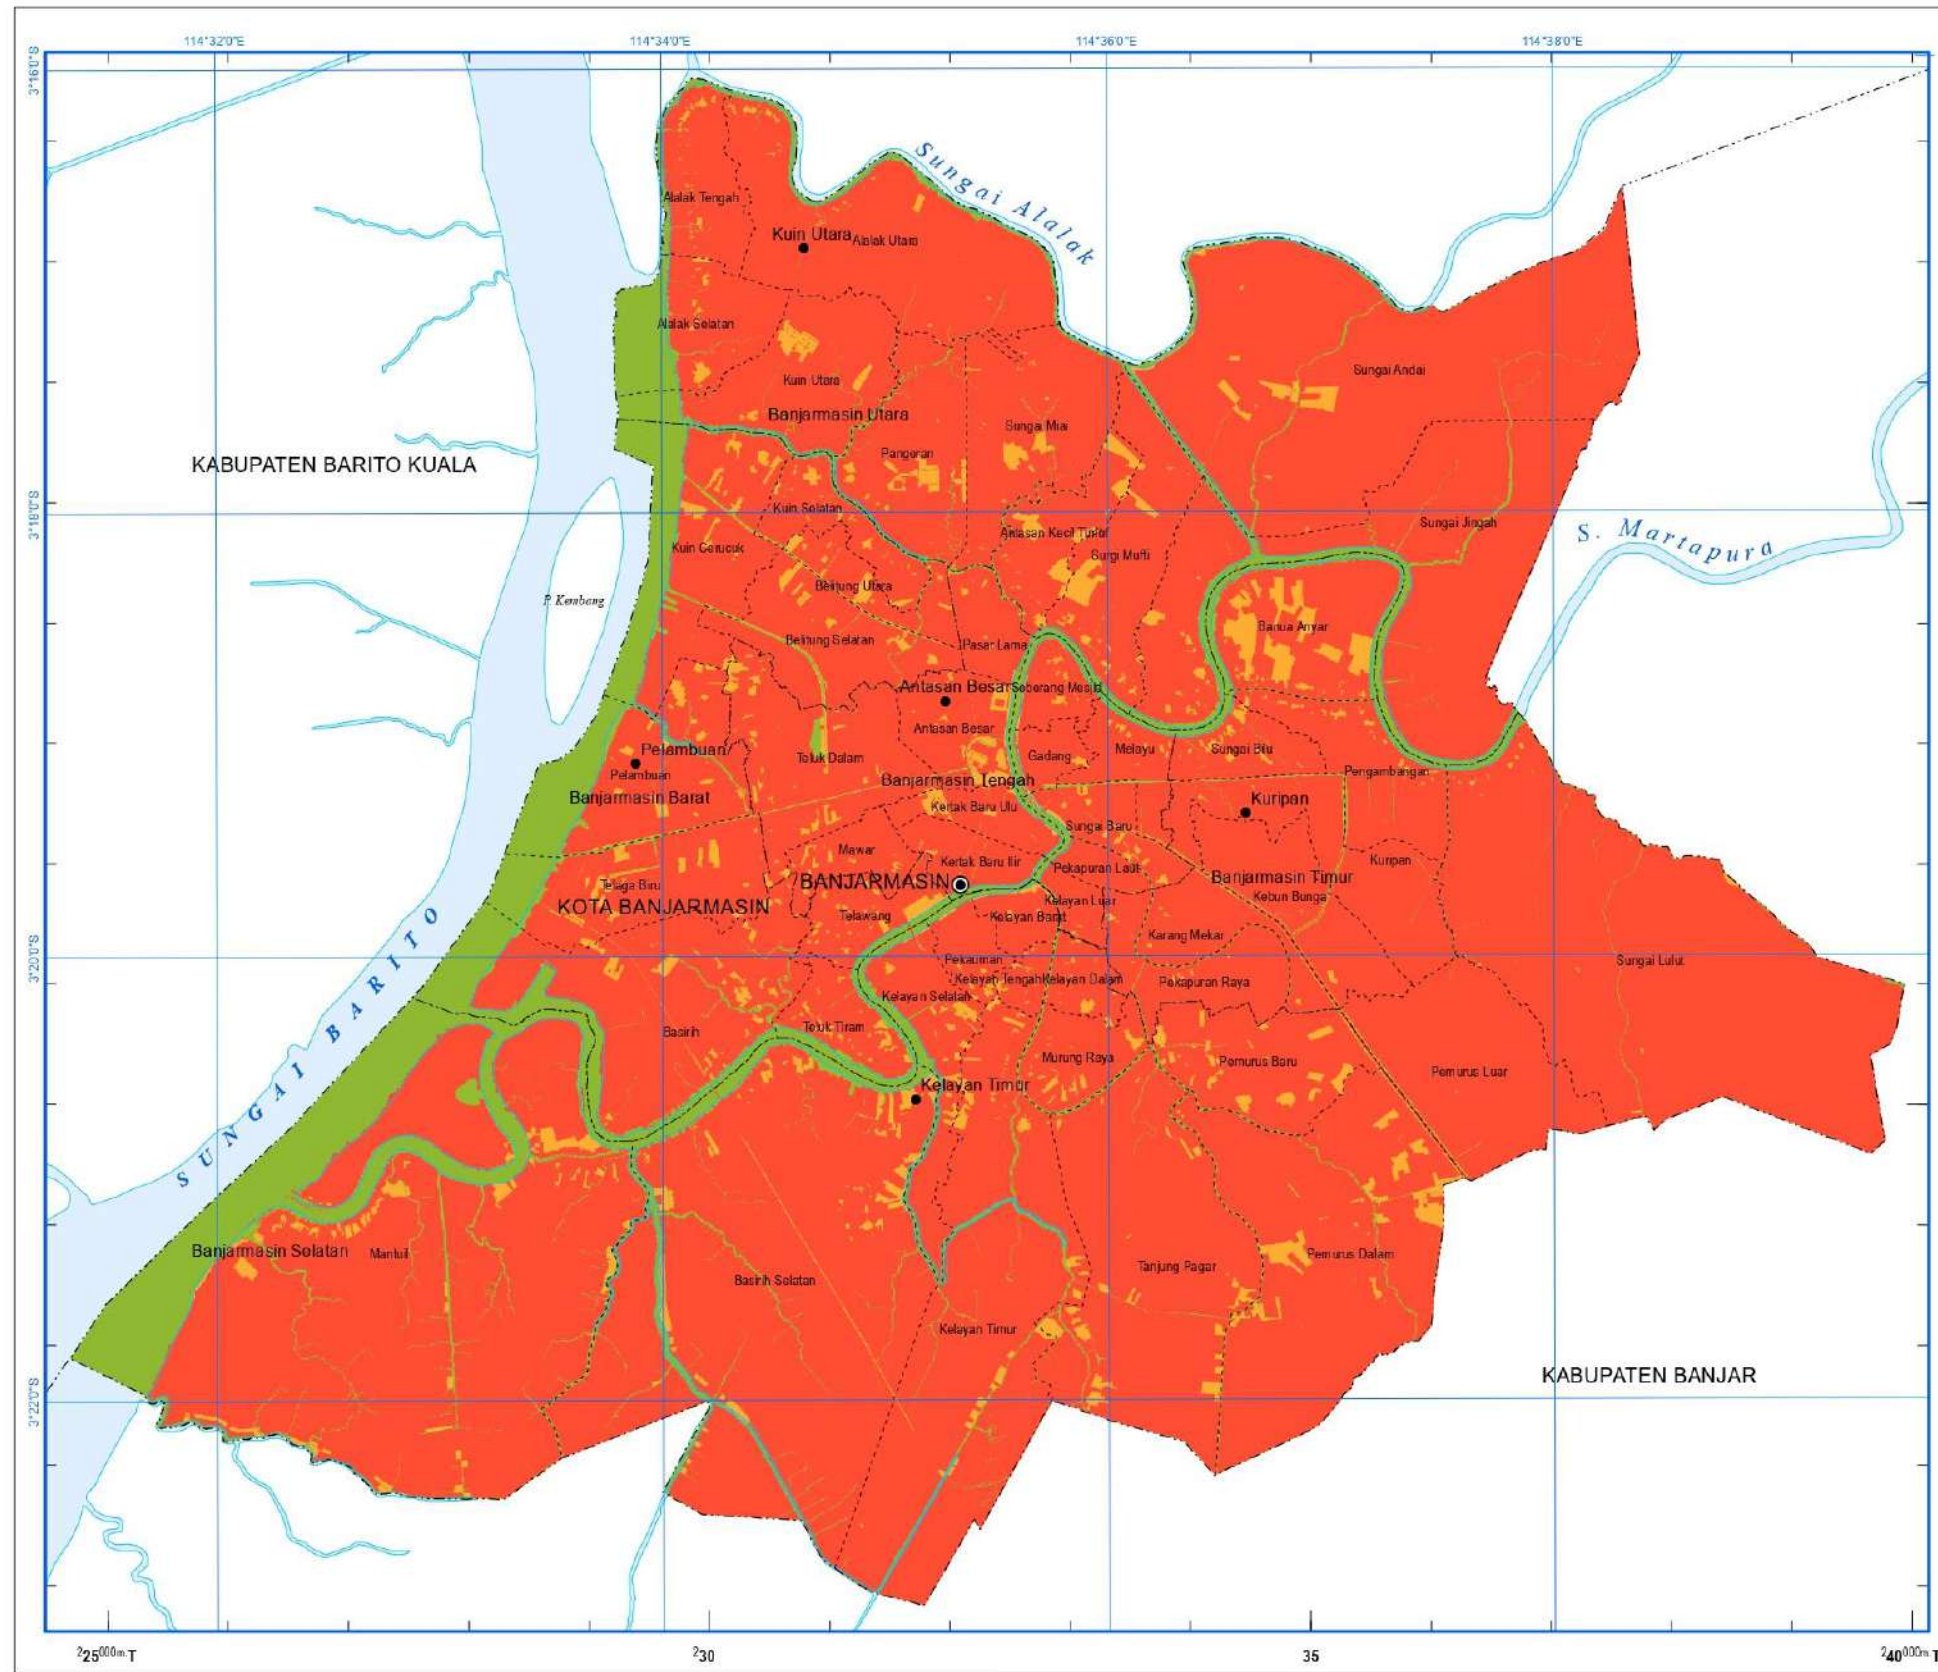 114°32'0"E
114°34'0"E
114°36'0"E
114°38'0"E
3°16'0"S
Sungai Alalak
Alalak Tengah
Kuin Utara
Alalak Utara
Alalak Selatan
Sungai Andai
Kuin Utara
Banjarmasin Utara
Sungai Miai
Pangeran
KABUPATEN BARITO KUALA
3°18'0"S
Kuin Selatan
Sungai Jingah
S. Martapura
Antasan Kecil Timur
Kuin Cerucuk
Surgi Mufti
Belitung Utara
P. Kembang
Banua Anyar
Belitung Selatan
Pasar Lama
Antasan Besar
Seberang Mesjid
Antasan Besar
Pelambuan
Sungai Bilu
Melayu
Gadang
Teluk Dalam
Pelambuan
Pengambangan
Banjarmasin Tengah
Banjarmasin Barat
Kuripan
Kertak Baru Ulu
Sungai Baru
Mawar
Kertak Baru Ilir
Kuripan
Pekapuran Laut
Banjarmasin Timur
BANJARMASIN
Telaga Biru
Kebun Bunga
Kelayan Luar
KOTA BANJARMASIN
Telawang
Kelayan Barat
Karang Mekar
SUNGAI BARITO
3°20'0"S
Pekauman
Sungai Lulut
Kelayan Tengah
Kelayan Dalam
Pekapuran Raya
Kelayan Selatan
Basirih
Teluk Tiram
Murung Raya
Pemurus Baru
Pemurus Luar
Kelayan Timur
Banjarmasin Selatan
Mantuil
Pemurus Dalam
Tanjung Pagar
Basirih Selatan
Kelayan Timur
KABUPATEN BANJAR
3°22'0"S
225000m.T
230
35
240000m.T